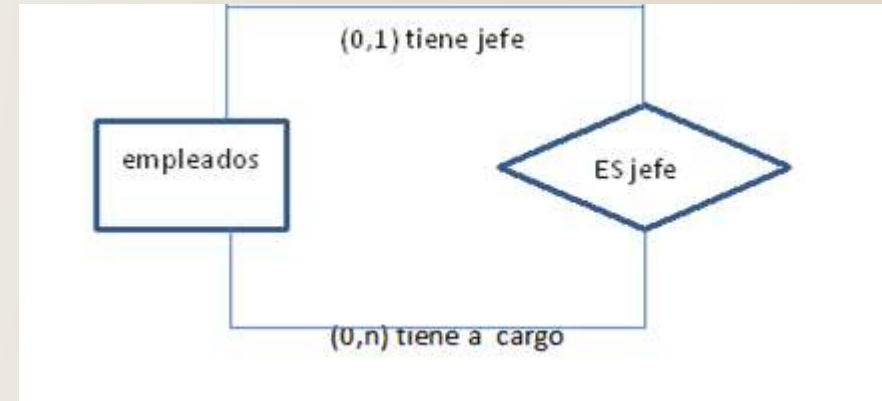 (0,1) tiene jefe
empleados
ES jefe
(0,n) tiene a cargo